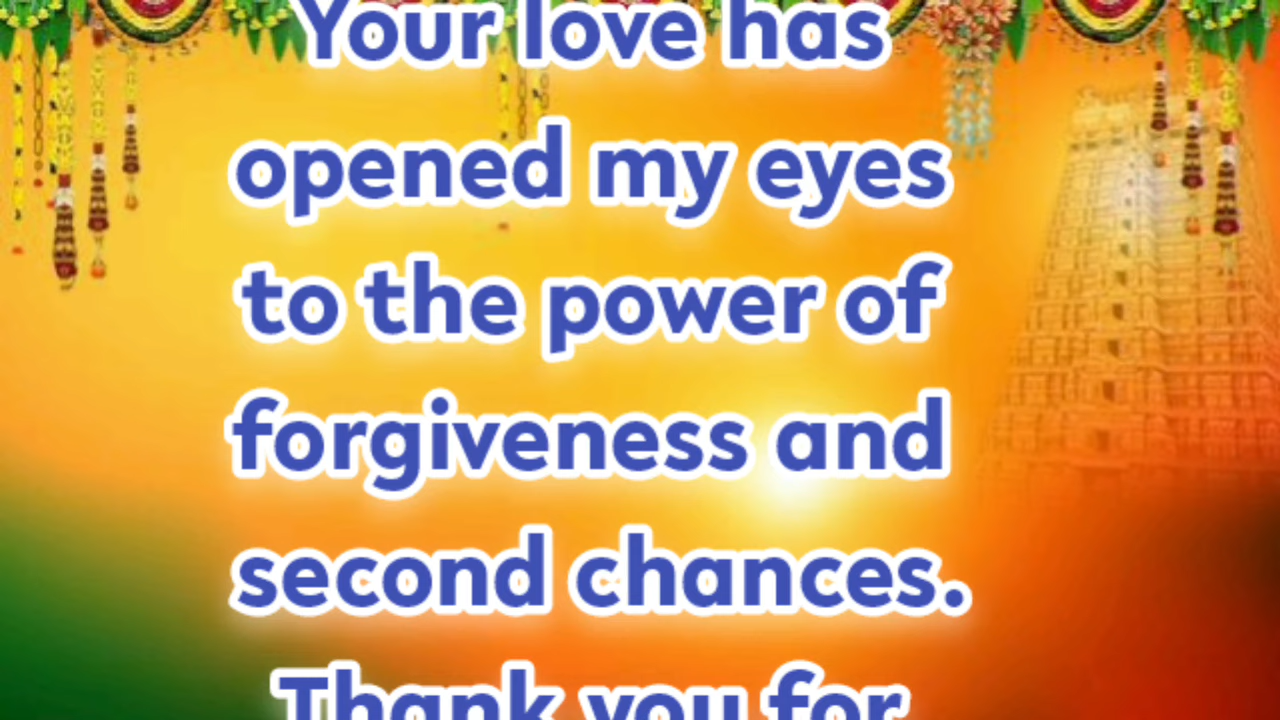 Your love has
opened my eyes
to the power of
forgiveness and
second chances.
Thank you for